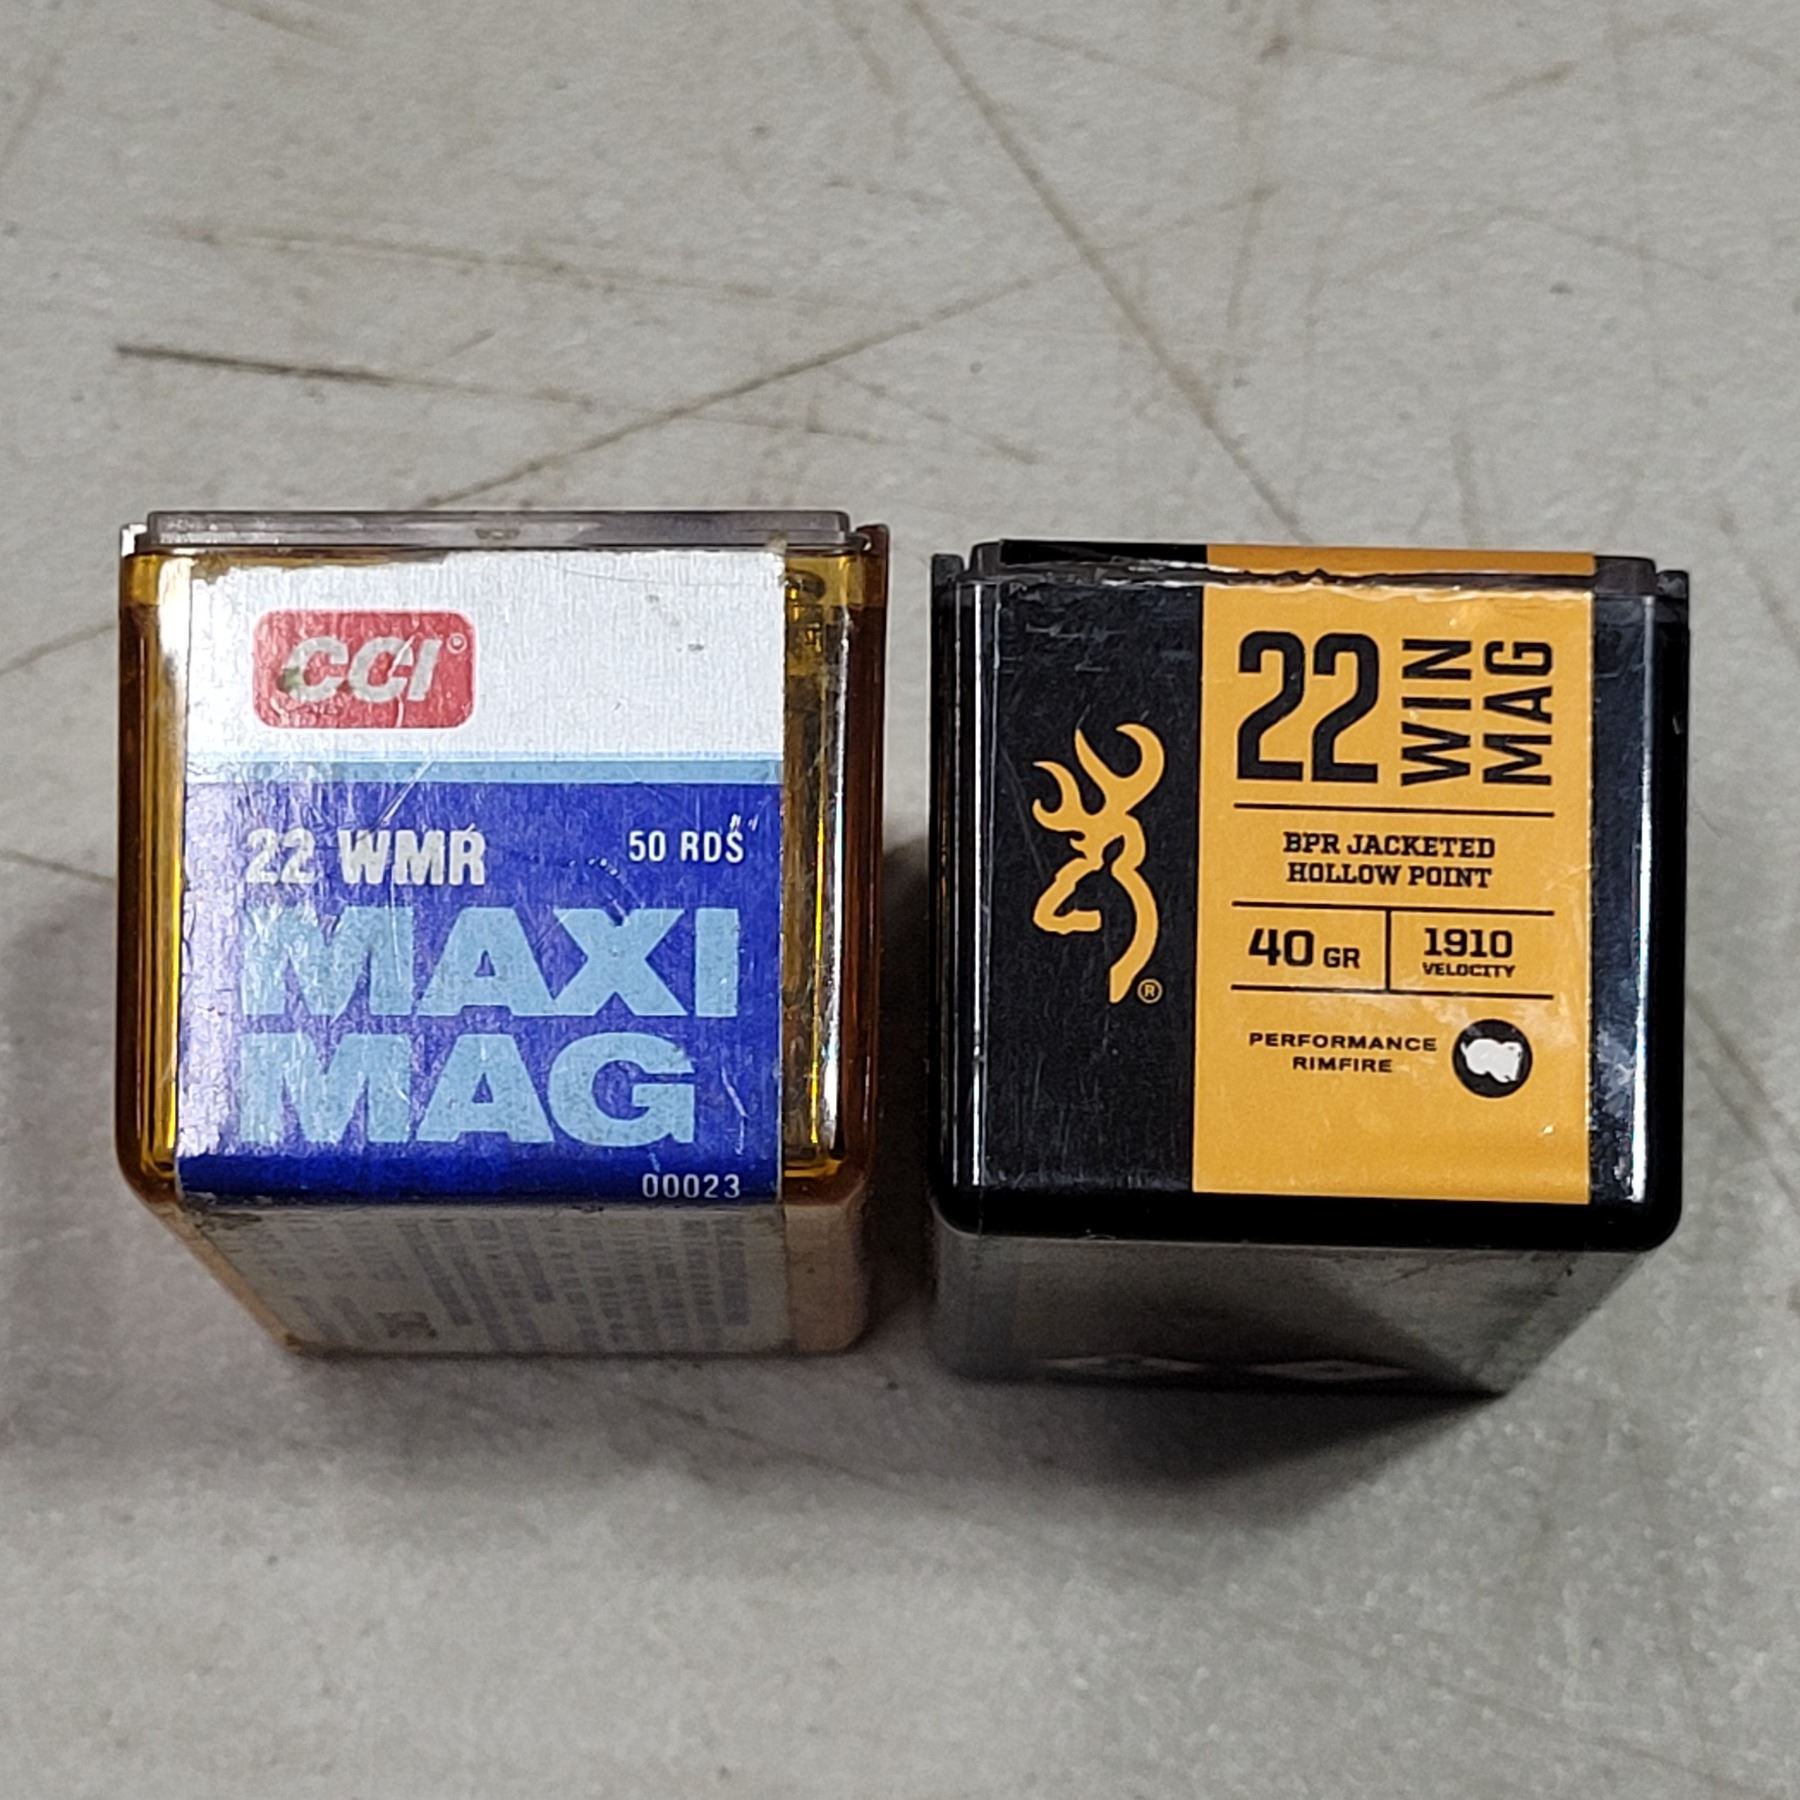 CCI®
22 WMR 50 RDS
MAXI
MAG
00023
22 WIN
MAG
BPR JACKETED
HOLLOW POINT
40 GR 1910
VELOCITY
PERFORMANCE
RIMFIRE
®